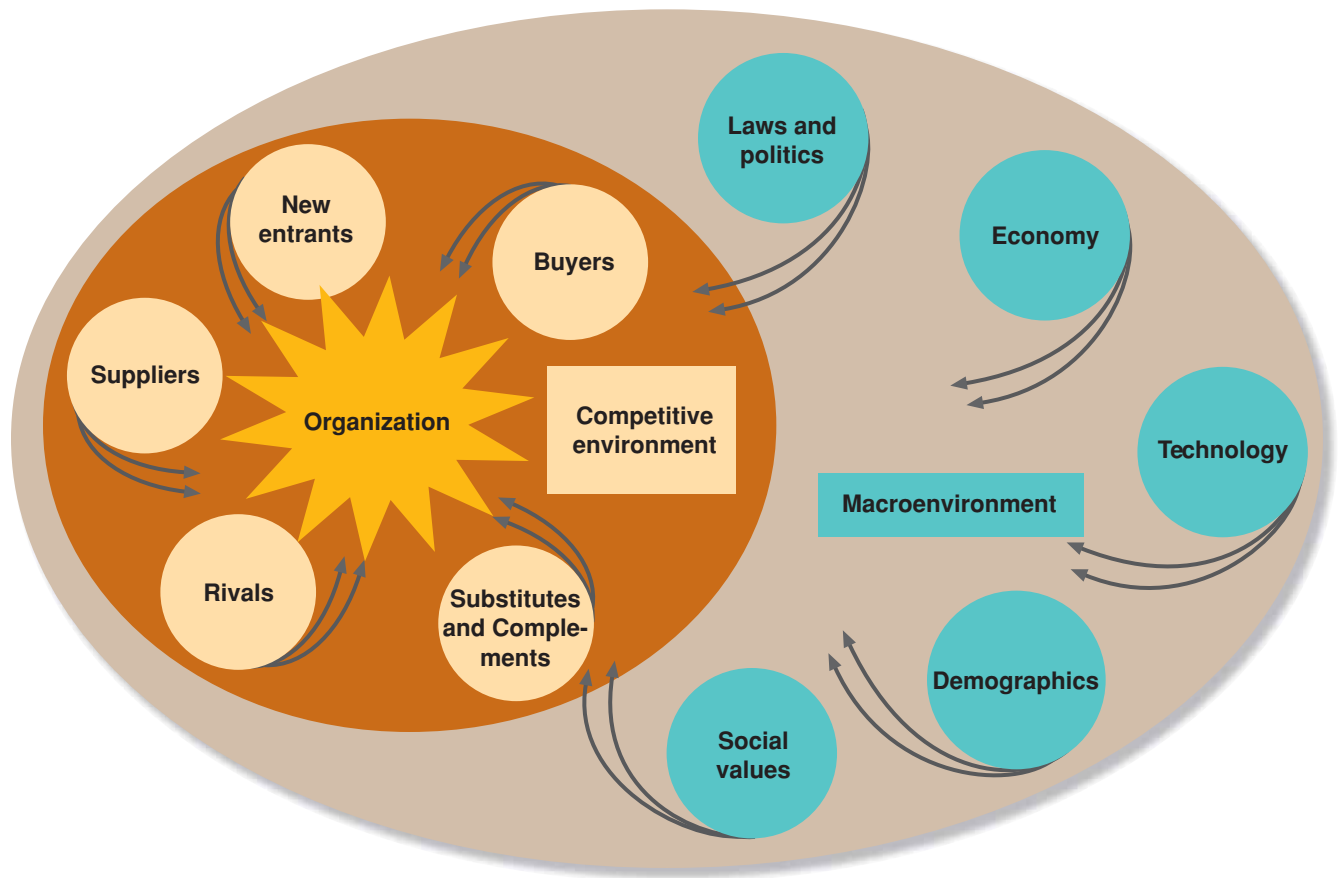 Laws and
politics
New
entrants
Buyers
Economy
Suppliers
Organization
Competitive
environment
Technology
Macroenvironment
Rivals
Substitutes
and Comple-
ments
Demographics
Social
values